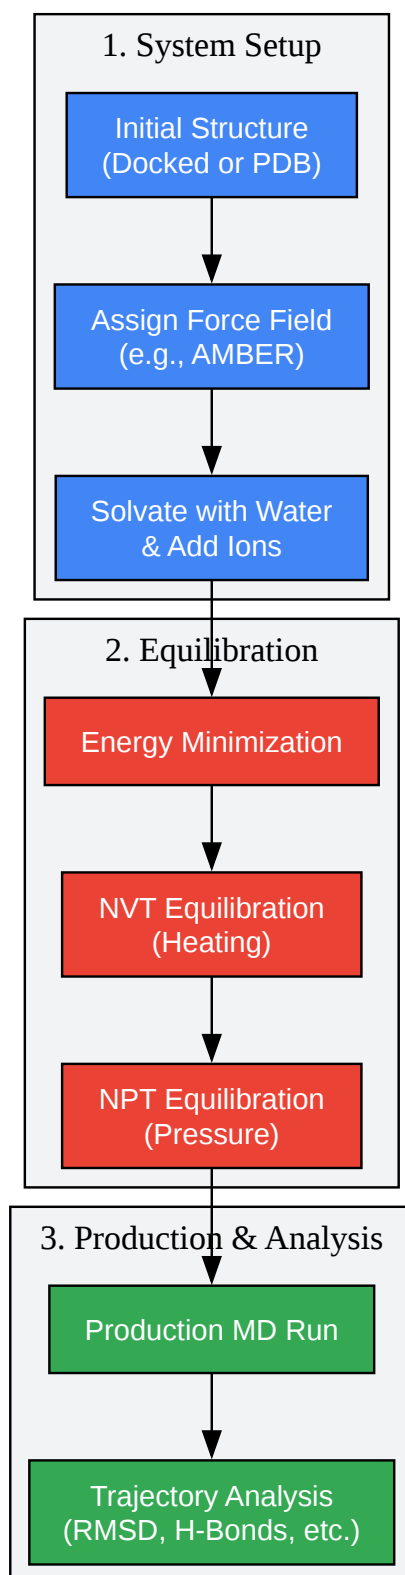 1. System Setup
Initial Structure
(Docked or PDB)
Assign Force Field
(e.g., AMBER)
Solvate with Water
& Add Ions
2. Equilibration
Energy Minimization
NVT Equilibration
(Heating)
NPT Equilibration
(Pressure)
3. Production & Analysis
Production MD Run
Trajectory Analysis
(RMSD, H-Bonds, etc.)